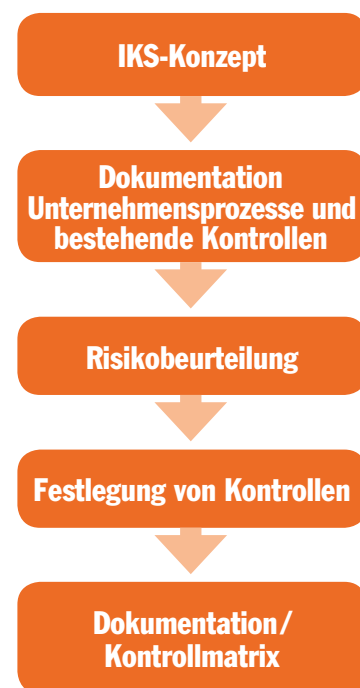 IKS-Konzept
Dokumentation
Unternehmensprozesse und
bestehende Kontrollen
Risikobeurteilung
Festlegung von Kontrollen
Dokumentation/
Kontrollmatrix